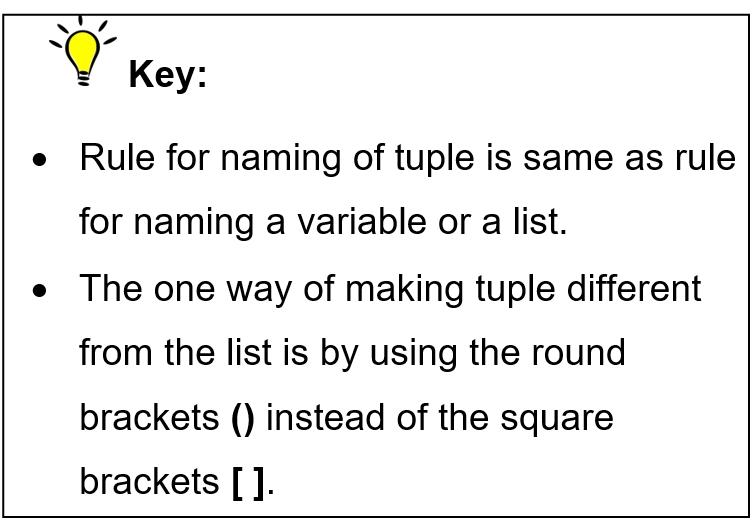 Key:
• Rule for naming of tuple is same as rule
for naming a variable or a list.
• The one way of making tuple different
from the list is by using the round
brackets () instead of the square
brackets [ ].